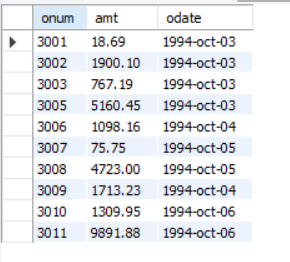 onum amt odate
3001 18.69 1994-oct-03
3002 1900.10 1994-oct-03
3003 767.19 1994-oct-03
3005 5160.45 1994-oct-03
3006 1098.16 1994-oct-04
3007 75.75 1994-oct-05
3008 4723.00 1994-oct-05
3009 1713.23 1994-oct-04
3010 1309.95 1994-oct-06
3011 9891.88 1994-oct-06